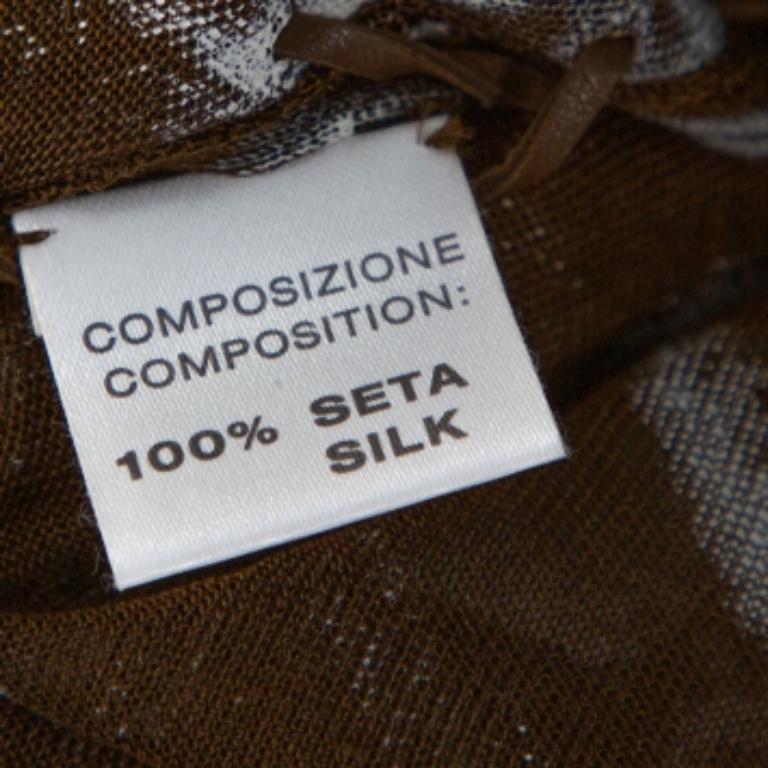 COMPOSIZIONE
COMPOSITION:
100% SETA
SILK